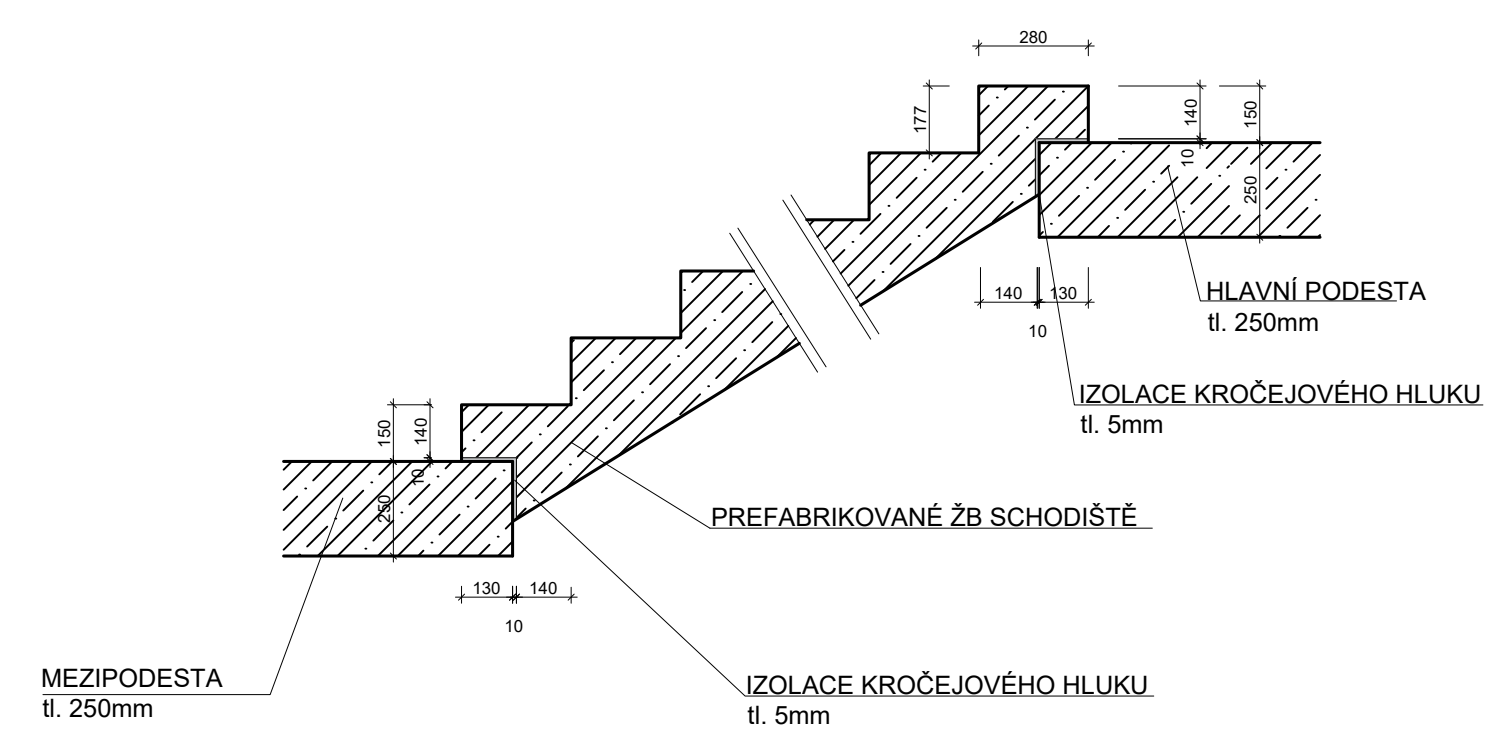 280
177
140
150
10
250
140
130
10
HLAVNÍ PODESTA
tl. 250mm
IZOLACE KROČEJOVÉHO HLUKU
tl. 5mm
150
140
10
250
PREFABRIKOVANÉ ŽB SCHODIŠTĚ
130
140
10
MEZIPODESTA
tl. 250mm
IZOLACE KROČEJOVÉHO HLUKU
tl. 5mm